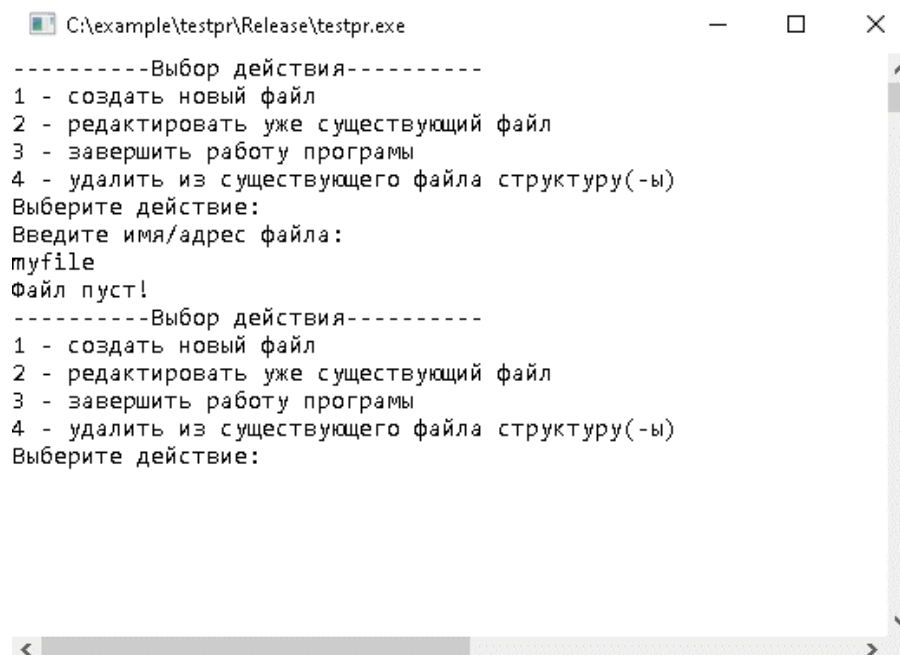 C:\example\testpr\Release\testpr.exe
----------Выбор действия----------
1 - создать новый файл
2 - редактировать уже существующий файл
3 - завершить работу програмы
4 - удалить из существующего файла структуру(-ы)
Выберите действие:
Введите имя/адрес файла:
myfile
Файл пуст!
----------Выбор действия----------
1 - создать новый файл
2 - редактировать уже существующий файл
3 - завершить работу програмы
4 - удалить из существующего файла структуру(-ы)
Выберите действие: